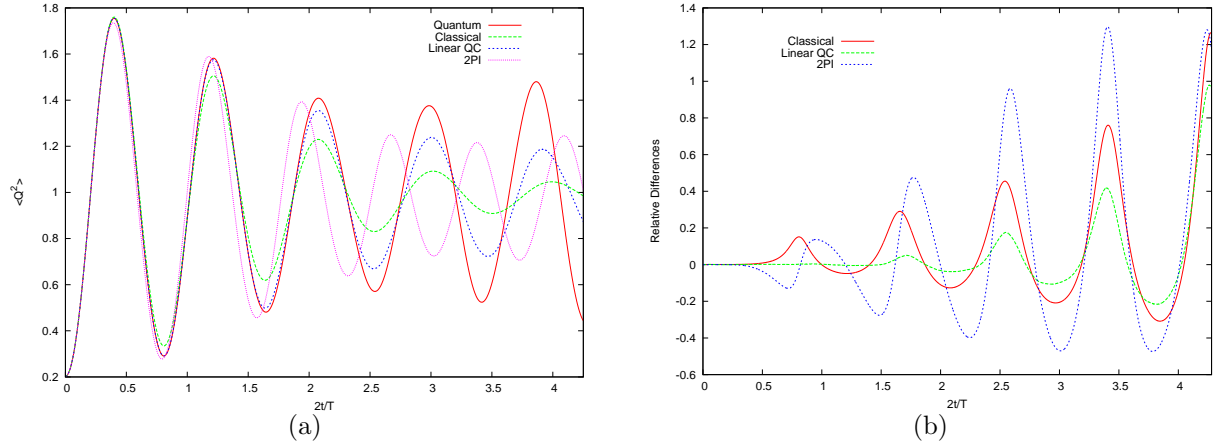 <Q²>
1.8
1.6
1.4
1.2
1
0.8
0.6
0.4
0.2
0
0.5
1
1.5
2
2.5
3
3.5
4
2t/T
Quantum
Classical
Linear QC
2PI
(a)
Relative Differences
1.4
1.2
1
0.8
0.6
0.4
0.2
0
-0.2
-0.4
-0.6
0
0.5
1
1.5
2
2.5
3
3.5
4
2t/T
Classical
Linear QC
2PI
(b)